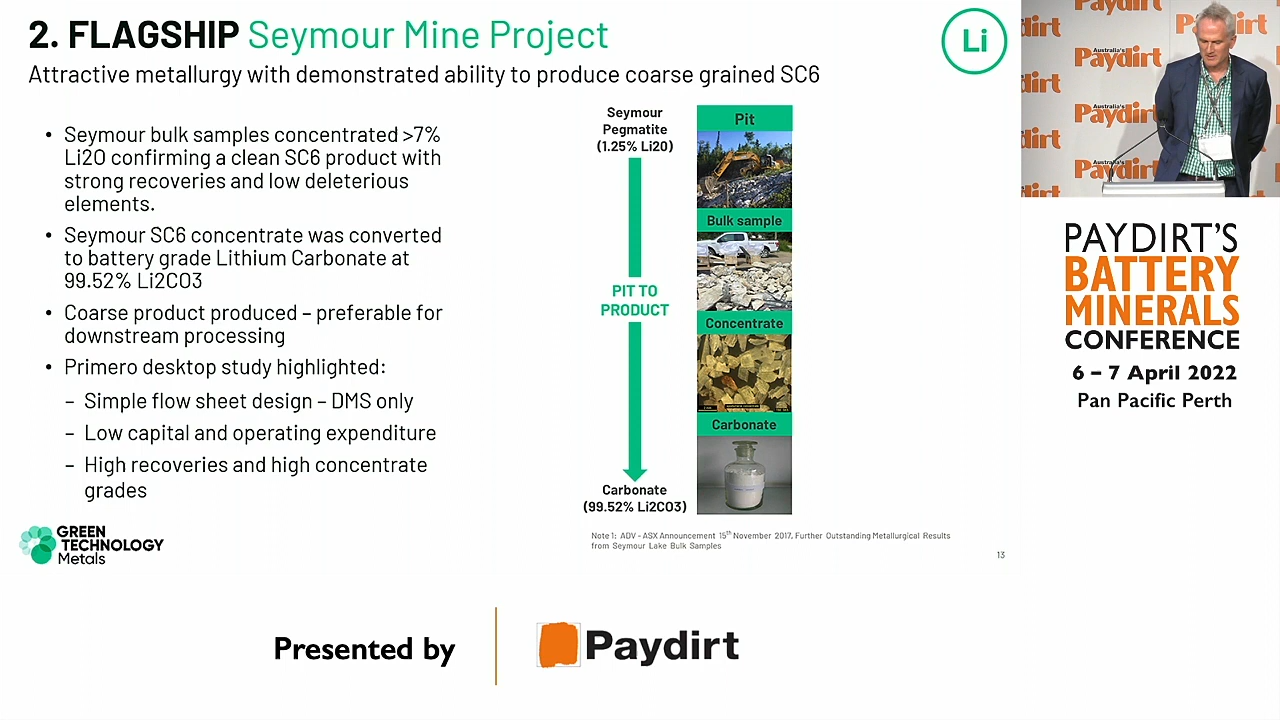 2. FLAGSHIP Seymour Mine Project
Attractive metallurgy with demonstrated ability to produce coarse grained SC6
Li
• Seymour bulk samples concentrated >7%
Li2O confirming a clean SC6 product with
strong recoveries and low deleterious
elements.
• Seymour SC6 concentrate was converted
to battery grade Lithium Carbonate at
99.52% Li2CO3
• Coarse product produced – preferable for
downstream processing
• Primero desktop study highlighted:
– Simple flow sheet design – DMS only
– Low capital and operating expenditure
– High recoveries and high concentrate
grades
Seymour
Pegmatite
(1.25% Li2O)
PIT TO
PRODUCT
Carbonate
(99.52% Li2CO3)
Pit
Bulk sample
Concentrate
Carbonate
Note 1: ADV - ASX Announcement 15th November 2017, Further Outstanding Metallurgical Results
from Seymour Lake Bulk Samples
13
GREEN
TECHNOLOGY
Metals
Australia's
Paydirt
Australia's
Paydirt
Australia's
Paydirt
PAYDIRT'S
BATTERY
MINERALS
CONFERENCE
6 – 7 April 2022
Pan Pacific Perth
Presented by
Paydirt